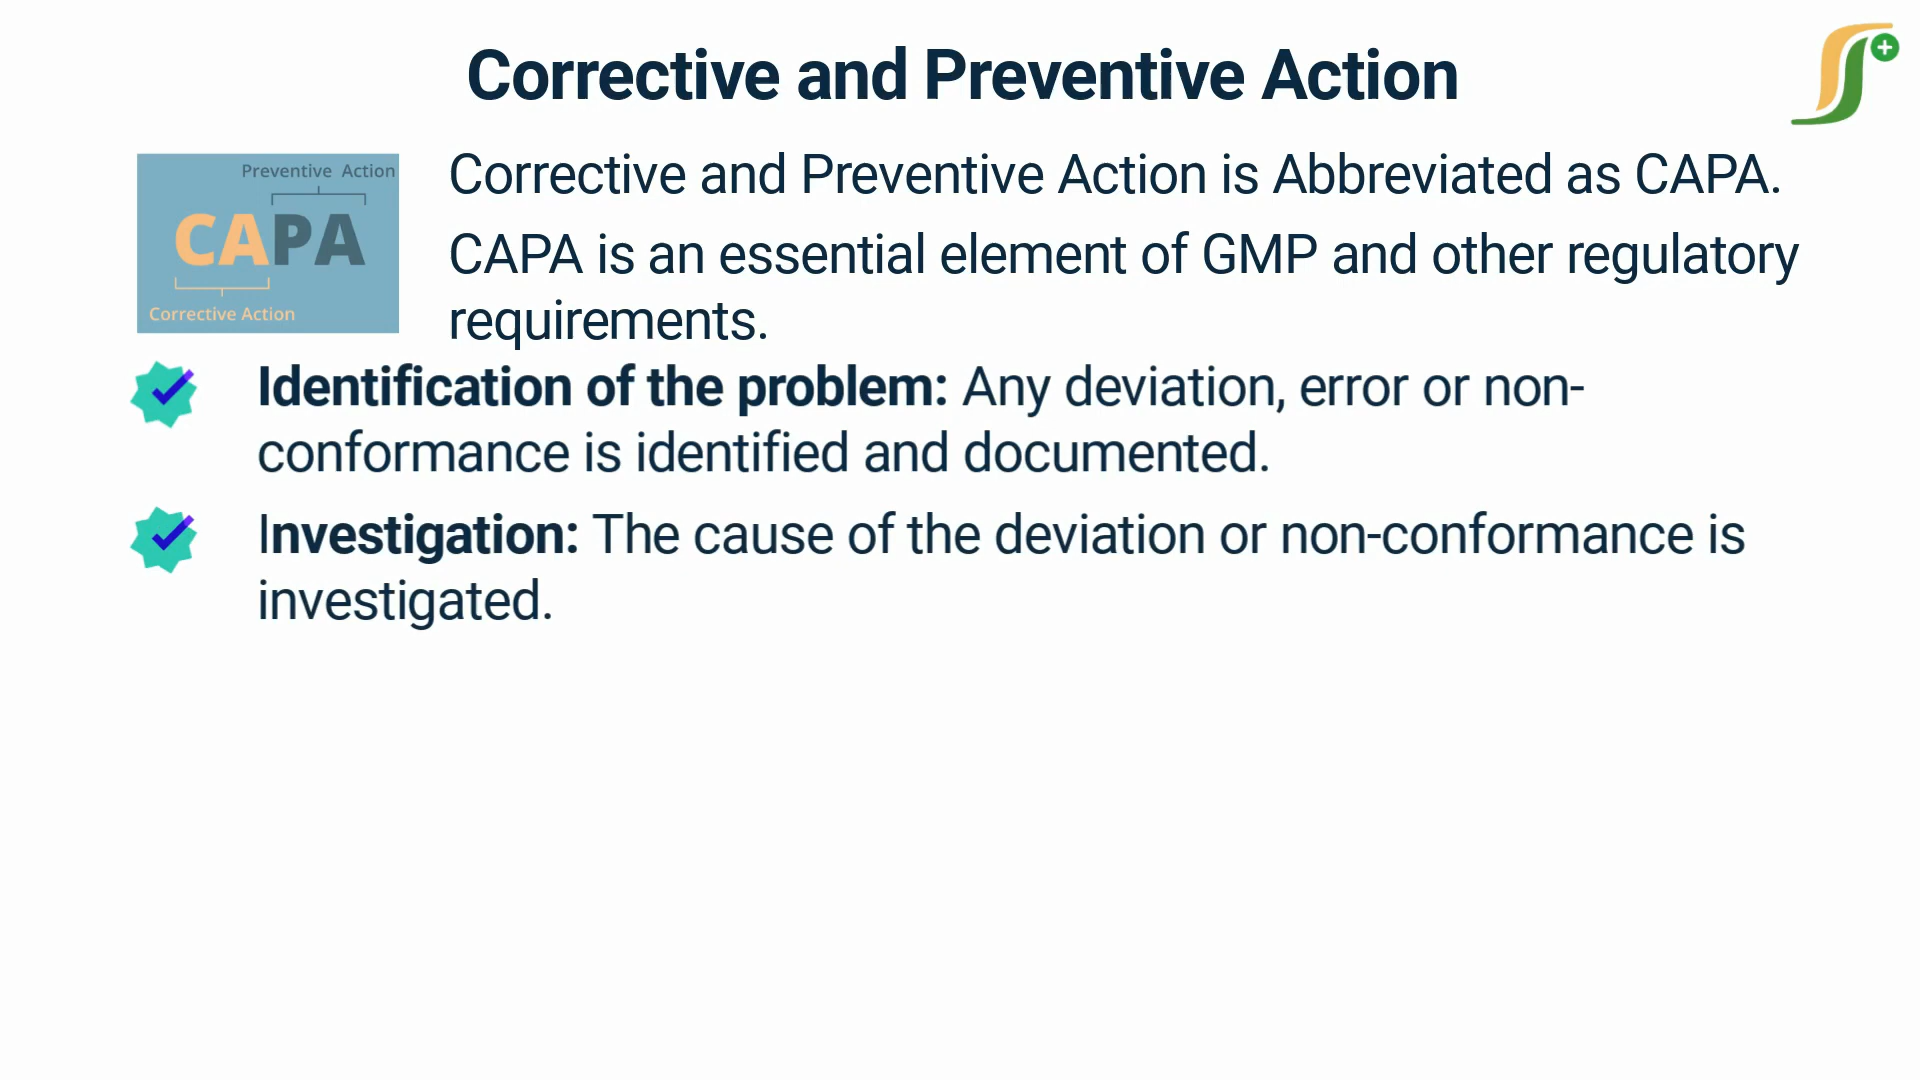 Corrective and Preventive Action
Preventive Action
CAPA
Corrective Action
Corrective and Preventive Action is Abbreviated as CAPA.
CAPA is an essential element of GMP and other regulatory
requirements.
Identification of the problem: Any deviation, error or non-
conformance is identified and documented.
Investigation: The cause of the deviation or non-conformance is
investigated.